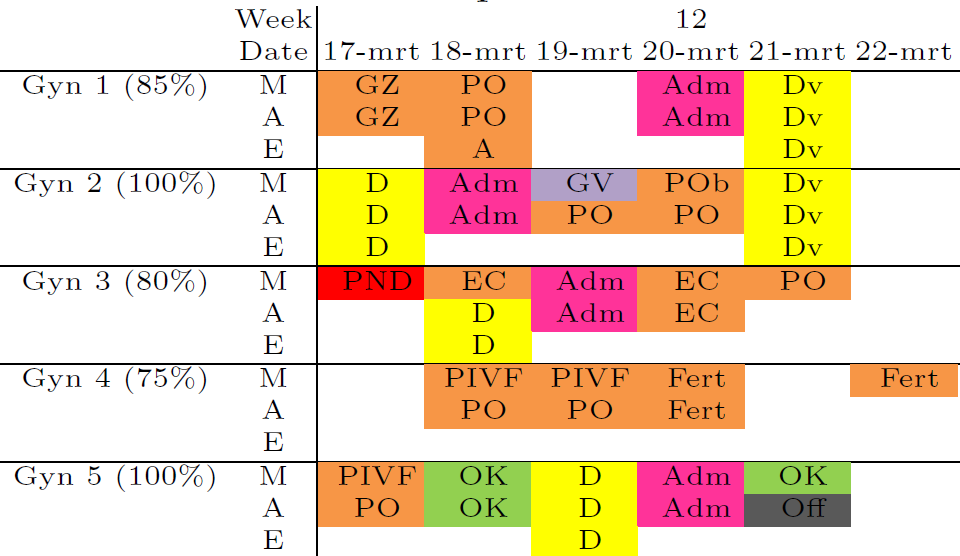 Week 12
Date 17-mrt 18-mrt 19-mrt 20-mrt 21-mrt 22-mrt
Gyn 1 (85%) M GZ PO Adm Dv
A GZ PO Adm Dv
E A Dv
Gyn 2 (100%) M D Adm GV POb Dv
A D Adm PO PO Dv
E D Dv
Gyn 3 (80%) M PND EC Adm EC PO
A D Adm EC
E D
Gyn 4 (75%) M PIVF PIVF Fert Fert
A PO PO Fert
E
Gyn 5 (100%) M PIVF OK D Adm OK
A PO OK D Adm Off
E D